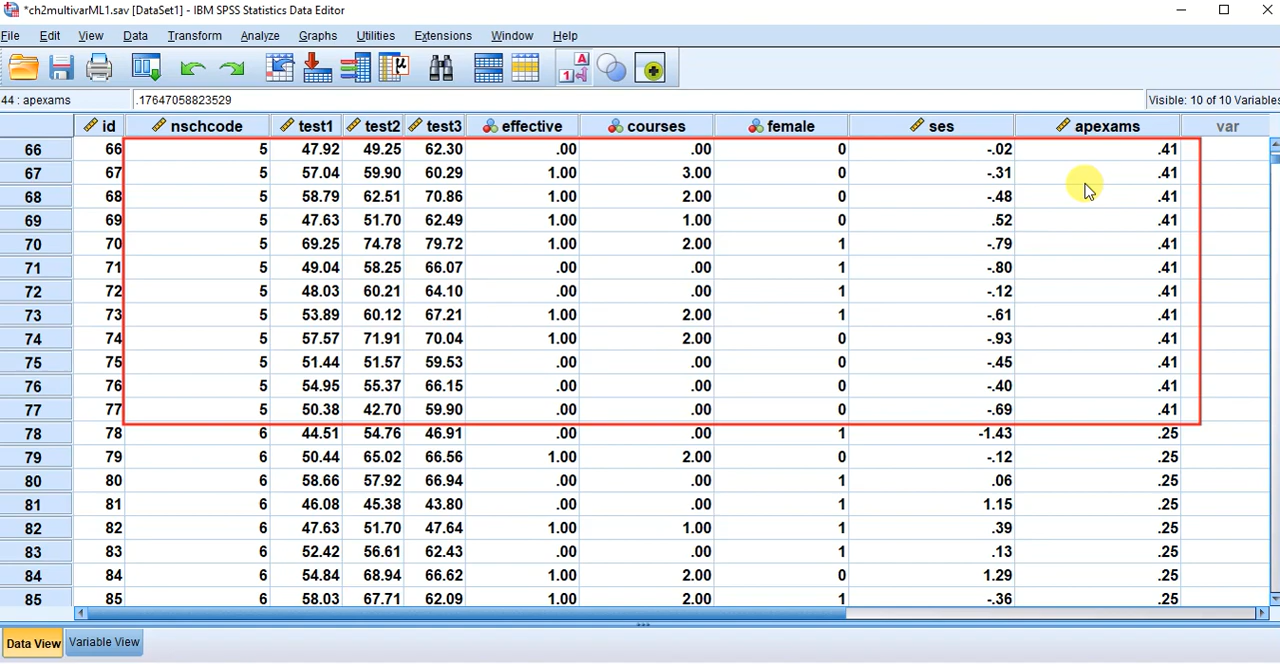 *ch2multivarML1.sav [DataSet1] - IBM SPSS Statistics Data Editor
File Edit View Data Transform Analyze Graphs Utilities Extensions Window Help
44 : apexams .17647058823529 Visible: 10 of 10 Variables
id nschcode test1 test2 test3 effective courses female ses apexams var
66 66 5 47.92 49.25 62.30 .00 .00 0 -.02 .41
67 67 5 57.04 59.90 60.29 1.00 3.00 0 -.31 .41
68 68 5 58.79 62.51 70.86 1.00 2.00 0 -.48 .41
69 69 5 47.63 51.70 62.49 1.00 1.00 0 .52 .41
70 70 5 69.25 74.78 79.72 1.00 2.00 1 -.79 .41
71 71 5 49.04 58.25 66.07 .00 .00 1 -.80 .41
72 72 5 48.03 60.21 64.10 .00 .00 1 -.12 .41
73 73 5 53.89 60.12 67.21 1.00 2.00 1 -.61 .41
74 74 5 57.57 71.91 70.04 1.00 2.00 0 -.93 .41
75 75 5 51.44 51.57 59.53 .00 .00 0 -.45 .41
76 76 5 54.95 55.37 66.15 .00 .00 0 -.40 .41
77 77 5 50.38 42.70 59.90 .00 .00 0 -.69 .41
78 78 6 44.51 54.76 46.91 .00 .00 1 -1.43 .25
79 79 6 50.44 65.02 66.56 1.00 2.00 0 -.12 .25
80 80 6 58.66 57.92 66.94 .00 .00 1 .06 .25
81 81 6 46.08 45.38 43.80 .00 .00 1 1.15 .25
82 82 6 47.63 51.70 47.64 1.00 1.00 1 .39 .25
83 83 6 52.42 56.61 62.43 .00 .00 1 .13 .25
84 84 6 54.84 68.94 66.62 1.00 2.00 0 1.29 .25
85 85 6 58.03 67.71 62.09 1.00 2.00 1 -.36 .25
Data View Variable View